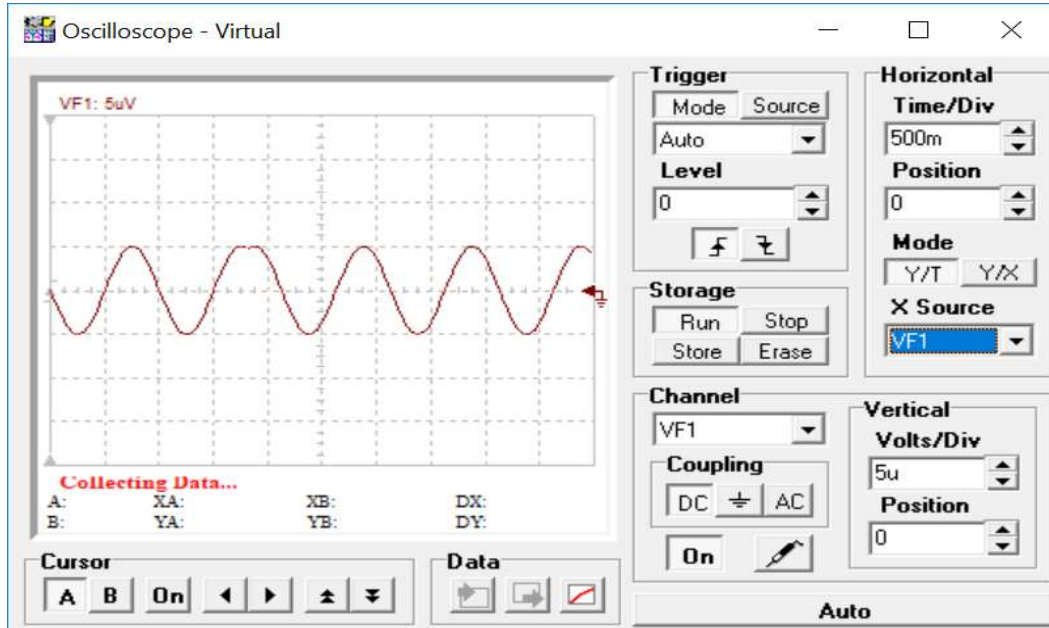 Oscilloscope - Virtual
VF1: 5uV
Collecting Data...
A: XA: XB: DX:
B: YA: YB: DY:
Cursor
A B On
Data
Trigger
Mode Source
Auto
Level
0
Storage
Run Stop
Store Erase
Horizontal
Time/Div
500m
Position
0
Mode
Y/T Y/X
X Source
VF1
Channel
VF1
Coupling
DC AC
On
Vertical
Volts/Div
5u
Position
0
Auto